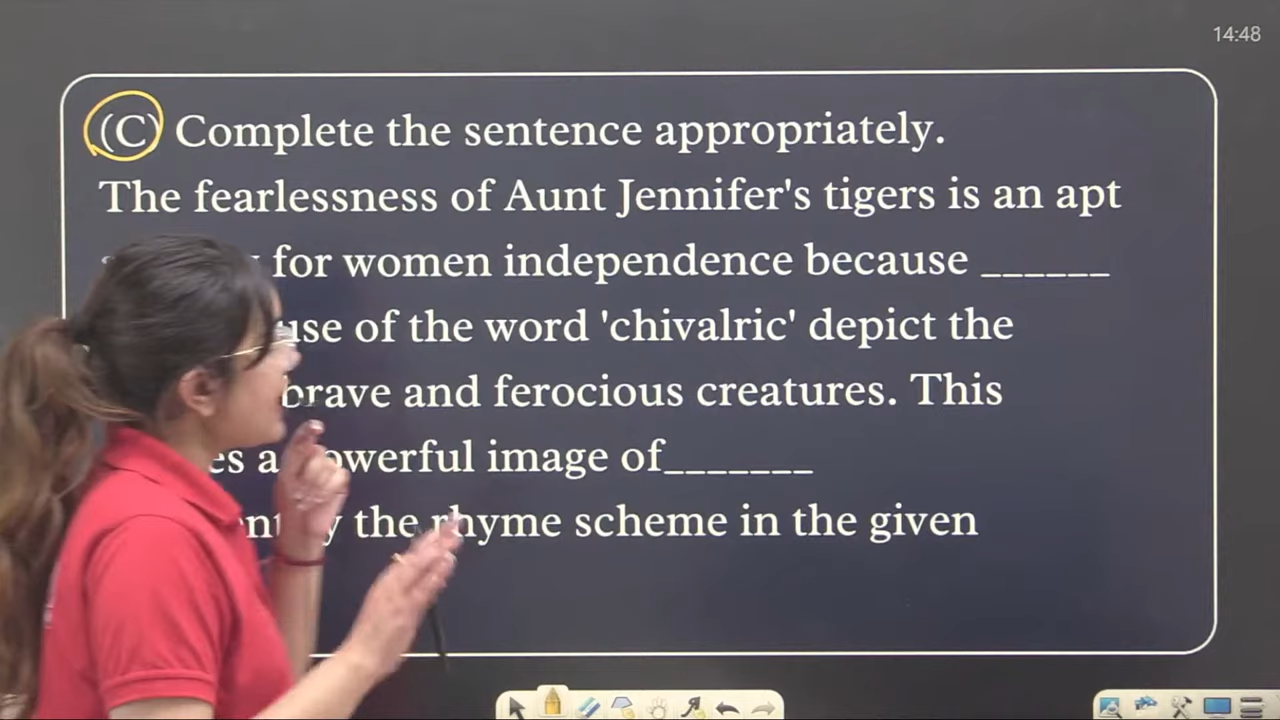 14:48
(C) Complete the sentence appropriately.
The fearlessness of Aunt Jennifer's tigers is an apt
for women independence because ______
use of the word 'chivalric' depict the
brave and ferocious creatures. This
a powerful image of_______
the rhyme scheme in the given